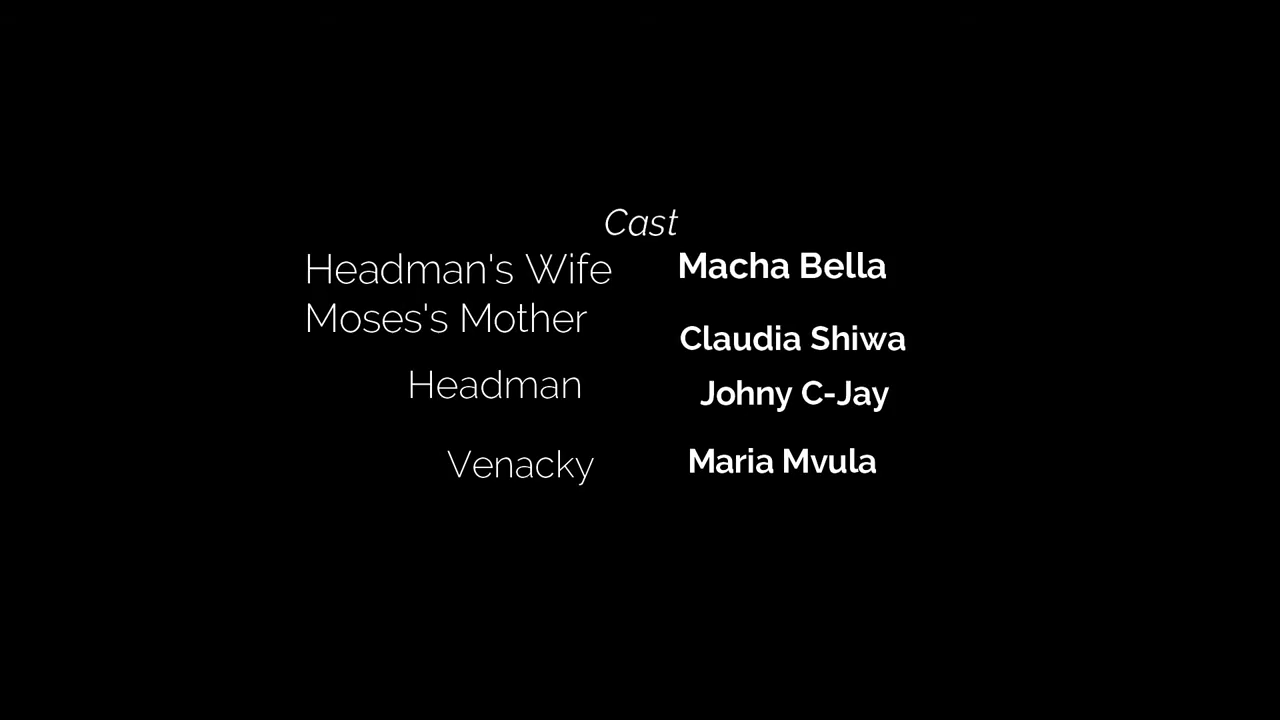 Cast
Headman's Wife Macha Bella
Moses's Mother Claudia Shiwa
Headman Johny C-Jay
Venacky Maria Mvula